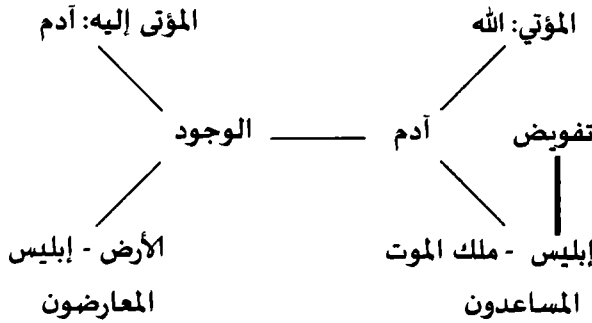 المؤتي: الله المؤتى إليه: آدم
تفويض آدم الوجود
إبليس - ملك الموت الأرض - إبليس
المساعدون المعارضون